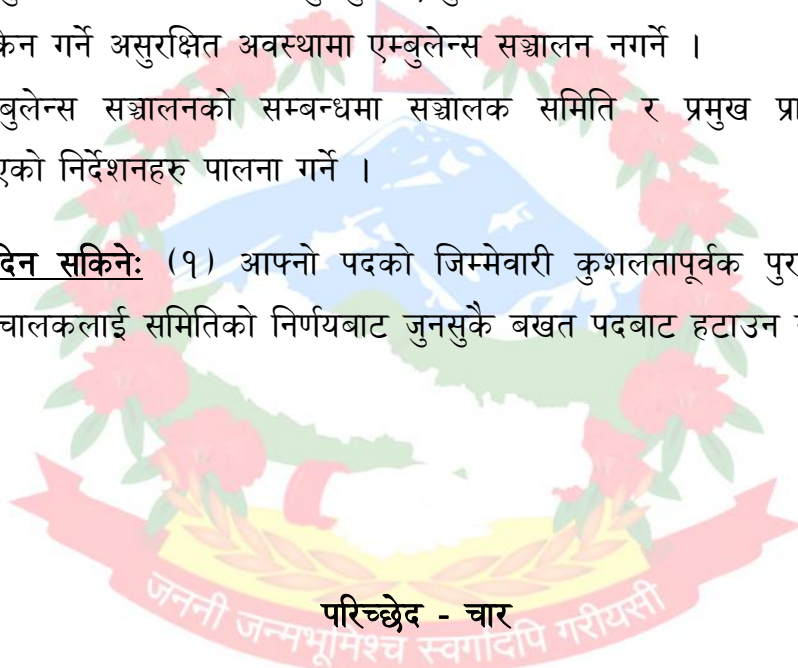 गर्ने असुरक्षित अवस्थामा एम्बुलेन्स सञ्चालन नगर्ने ।
सञ्चालनको सम्बन्धमा सञ्चालक समिति र प्रमुख
निर्देशनहरु पालना गर्ने ।
सकिनेः (१) आफ्नो पदको जिम्मेवारी कुशलतापूर्वक
चालकलाई समितिको निर्णयबाट जुनसुकै बखत पदबाट हटाउन
परिच्छेद - चार
जननी जन्मभूमिश्च स्वर्गादपि गरीयसी